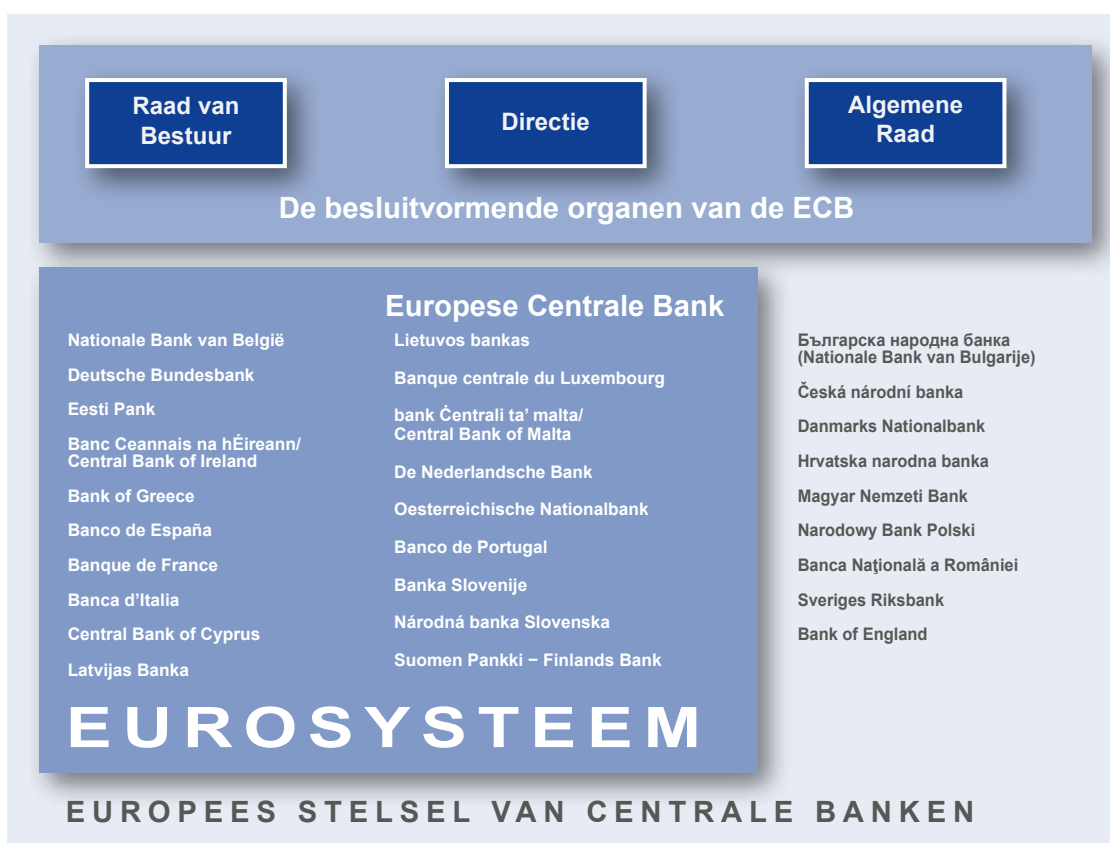 Raad van
Bestuur
Directie
Algemene
Raad
De besluitvormende organen van de ECB
Europese Centrale Bank
Nationale Bank van België
Deutsche Bundesbank
Eesti Pank
Banc Ceannais na hÉireann/
Central Bank of Ireland
Bank of Greece
Banco de España
Banque de France
Banca d’Italia
Central Bank of Cyprus
Latvijas Banka
Lietuvos bankas
Banque centrale du Luxembourg
bank Ċentrali ta’ malta/
Central Bank of Malta
De Nederlandsche Bank
Oesterreichische Nationalbank
Banco de Portugal
Banka Slovenije
Národná banka Slovenska
Suomen Pankki − Finlands Bank
Българска народна банка
(Nationale Bank van Bulgarije)
Česká národní banka
Danmarks Nationalbank
Hrvatska narodna banka
Magyar Nemzeti Bank
Narodowy Bank Polski
Banca Naţională a României
Sveriges Riksbank
Bank of England
EUROSYSTEEM
EUROPEES STELSEL VAN CENTRALE BANKEN